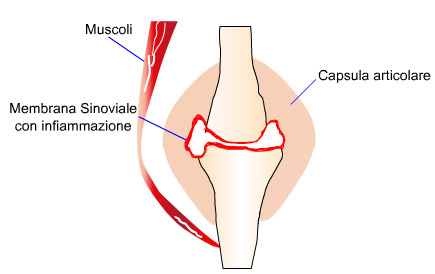 Muscoli
Capsula articolare
Membrana Sinoviale
con infiammazione